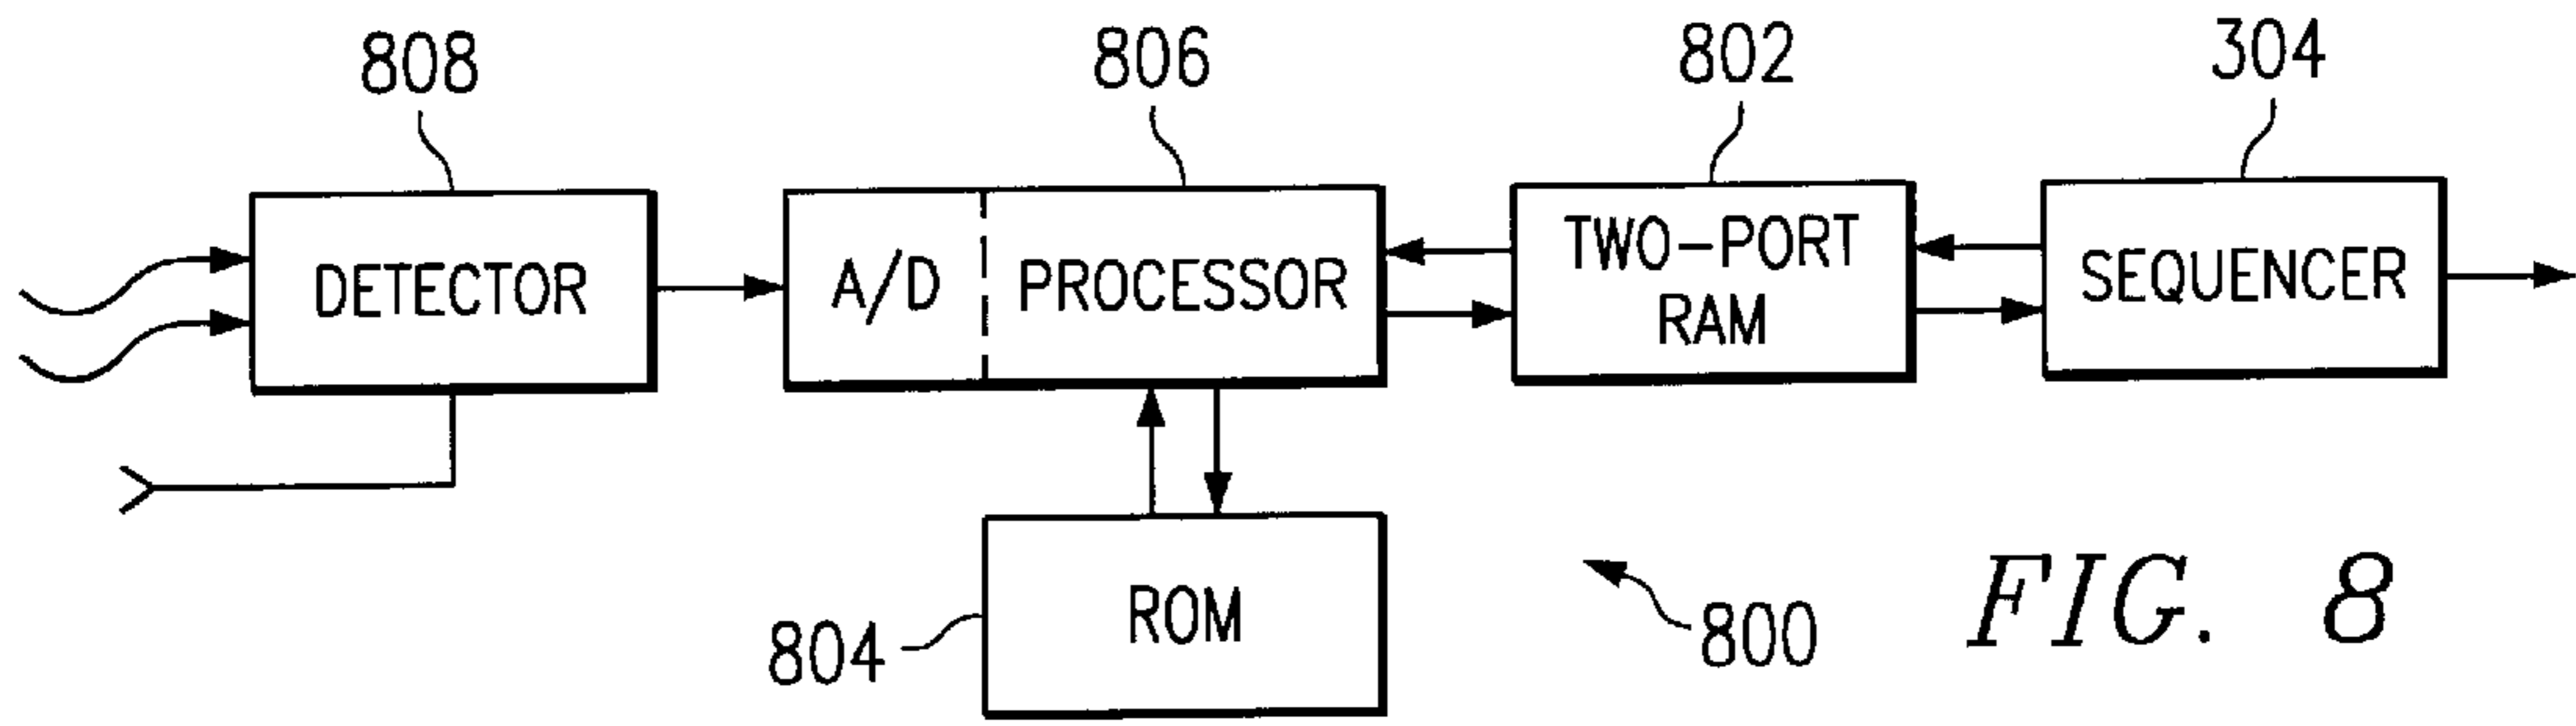 808
806
802
304
DETECTOR
A/D
PROCESSOR
TWO-PORT
RAM
SEQUENCER
ROM
804
800
FIG. 8